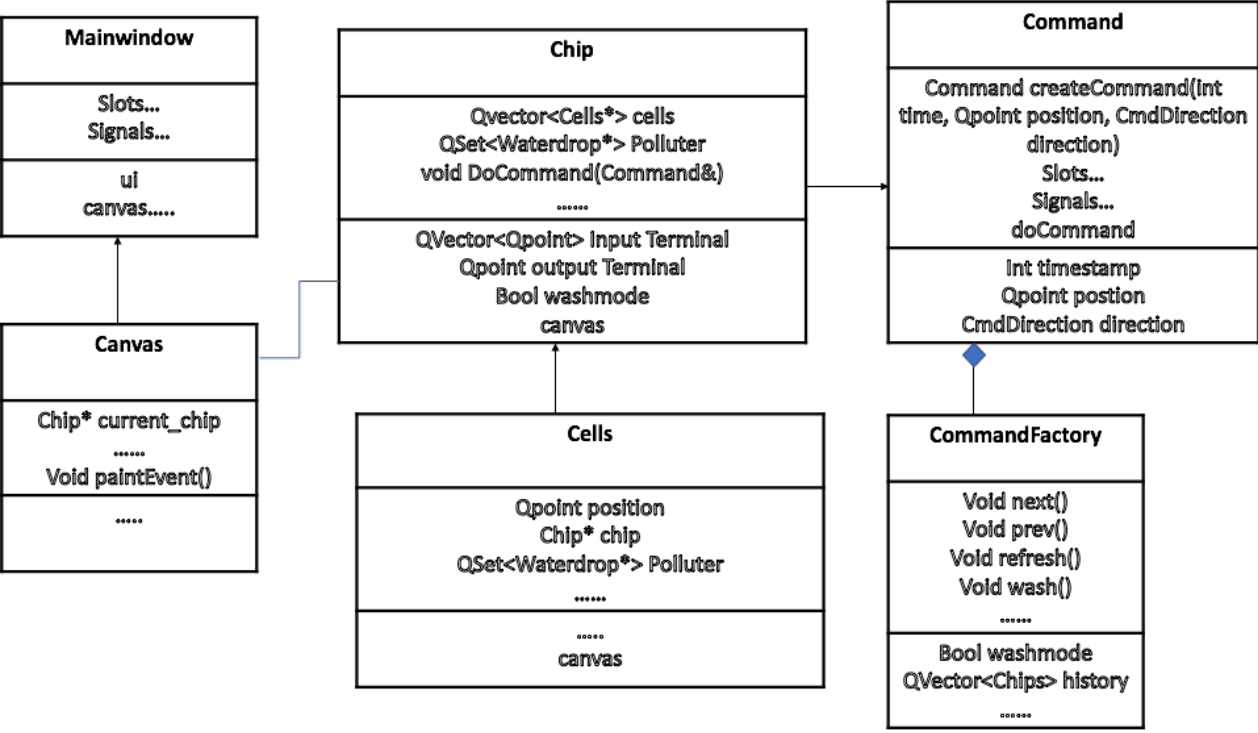 Mainwindow
Slots...
Signals...
ui
canvas.....
Canvas
Chip* current_chip
......
Void paintEvent()
.....
Chip
Qvector<Cells*> cells
QSet<Waterdrop*> Polluter
void DoCommand(Command&)
......
QVector<Qpoint> Input Terminal
Qpoint output Terminal
Bool washmode
canvas
Cells
Qpoint position
Chip* chip
QSet<Waterdrop*> Polluter
......
.....
canvas
Command
Command createCommand(int
time, Qpoint position, CmdDirection
direction)
Slots...
Signals...
doCommand
Int timestamp
Qpoint postion
CmdDirection direction
CommandFactory
Void next()
Void prev()
Void refresh()
Void wash()
......
Bool washmode
QVector<Chips> history
......